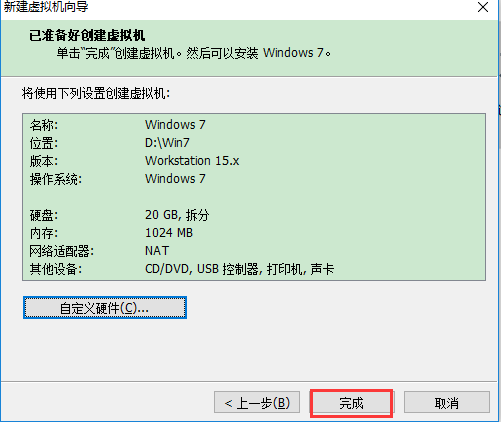 新建虚拟机向导
已准备好创建虚拟机
单击“完成”创建虚拟机。然后可以安装 Windows 7。
将使用下列设置创建虚拟机:
名称: Windows 7
位置: D:\Win7
版本: Workstation 15.x
操作系统: Windows 7
硬盘: 20 GB, 拆分
内存: 1024 MB
网络适配器: NAT
其他设备: CD/DVD, USB 控制器, 打印机, 声卡
自定义硬件(C)...
< 上一步(B) 完成 取消